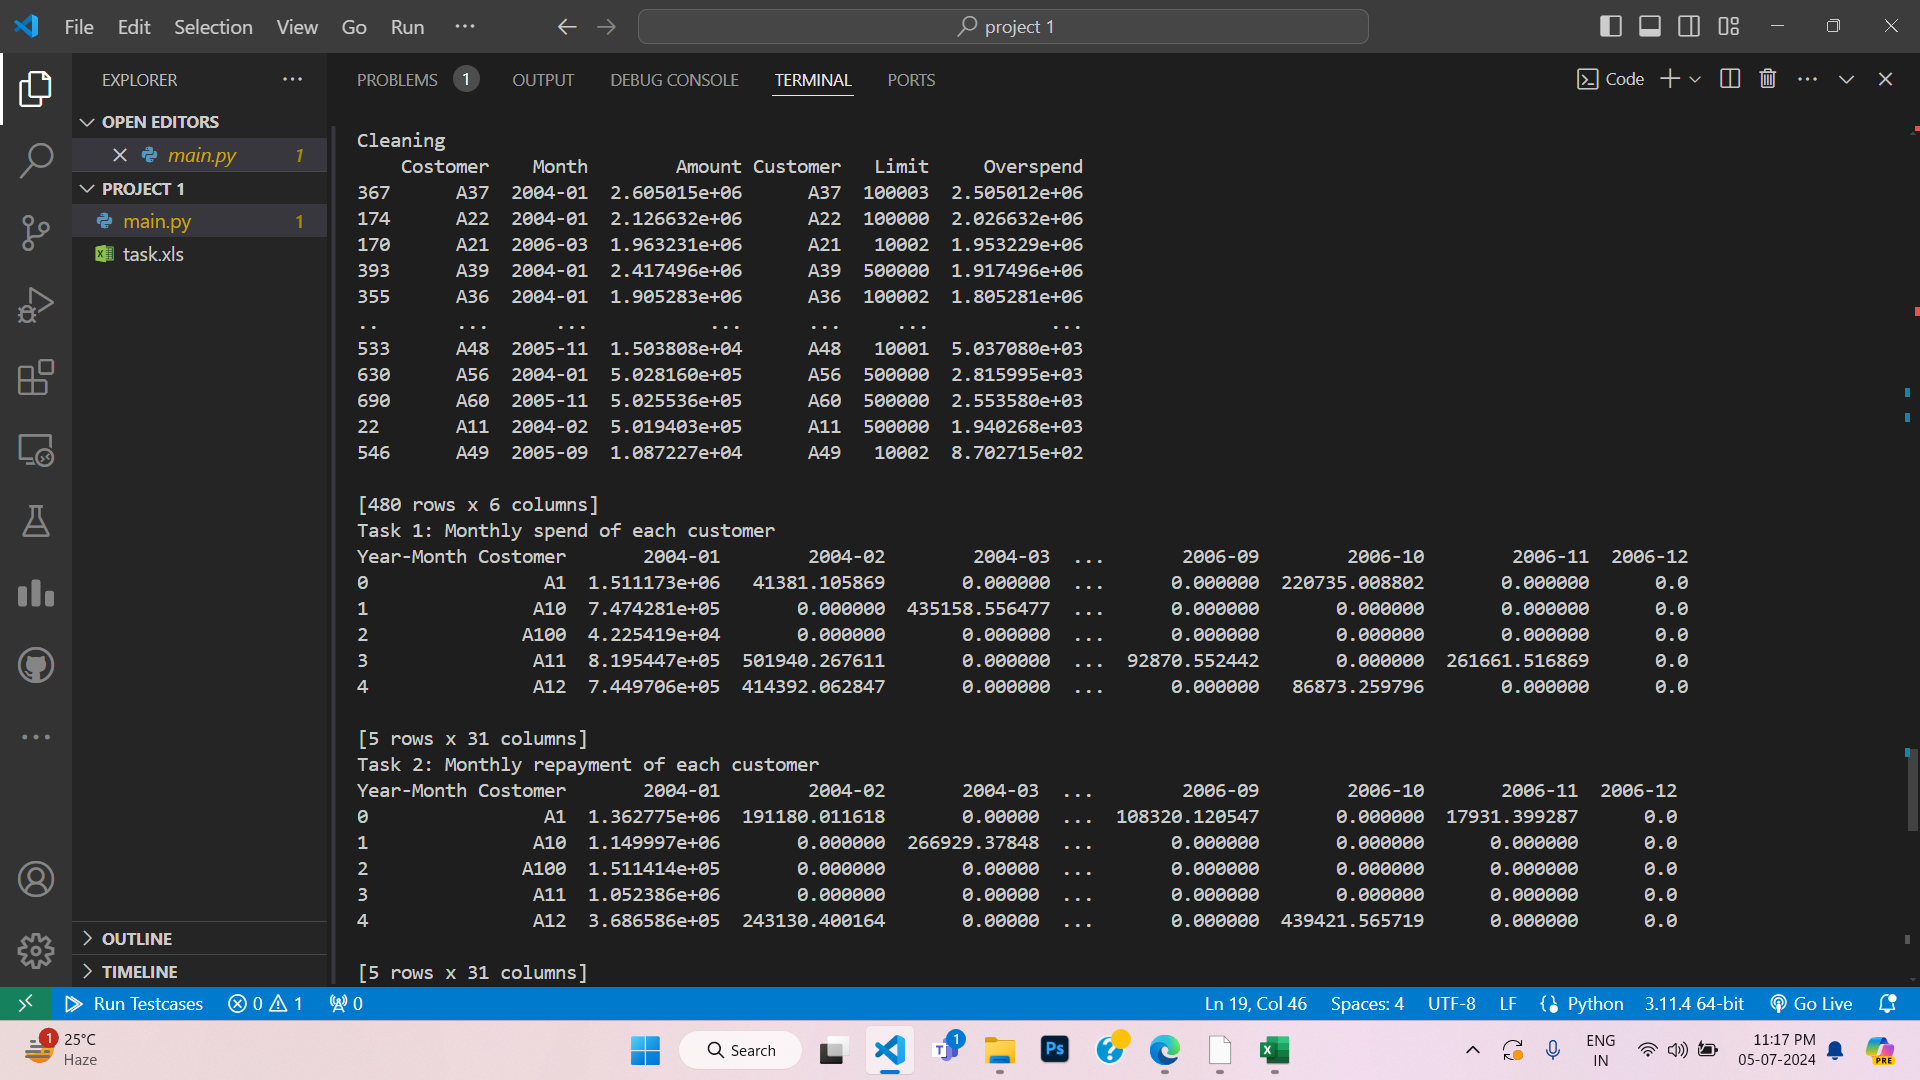 File Edit Selection View Go Run ··· project 1
EXPLORER ···
PROBLEMS 1 OUTPUT DEBUG CONSOLE TERMINAL PORTS Code ···
OPEN EDITORS
main.py 1
PROJECT 1
main.py 1
task.xls
OUTLINE
TIMELINE
Cleaning
Costomer Month Amount Customer Limit Overspend
367 A37 2004-01 2.605015e+06 A37 100003 2.505012e+06
174 A22 2004-01 2.126632e+06 A22 100000 2.026632e+06
170 A21 2006-03 1.963231e+06 A21 10002 1.953229e+06
393 A39 2004-01 2.417496e+06 A39 500000 1.917496e+06
355 A36 2004-01 1.905283e+06 A36 100002 1.805281e+06
.. ... ... ... ... ... ...
533 A48 2005-11 1.503808e+04 A48 10001 5.037080e+03
630 A56 2004-01 5.028160e+05 A56 500000 2.815995e+03
690 A60 2005-11 5.025536e+05 A60 500000 2.553580e+03
22 A11 2004-02 5.019403e+05 A11 500000 1.940268e+03
546 A49 2005-09 1.087227e+04 A49 10002 8.702715e+02
[480 rows x 6 columns]
Task 1: Monthly spend of each customer
Year-Month Costomer 2004-01 2004-02 2004-03 ... 2006-09 2006-10 2006-11 2006-12
0 A1 1.511173e+06 41381.105869 0.000000 ... 0.000000 220735.008802 0.000000 0.0
1 A10 7.474281e+05 0.000000 435158.556477 ... 0.000000 0.000000 0.000000 0.0
2 A100 4.225419e+04 0.000000 0.000000 ... 0.000000 0.000000 0.000000 0.0
3 A11 8.195447e+05 501940.267611 0.000000 ... 92870.552442 0.000000 261661.516869 0.0
4 A12 7.449706e+05 414392.062847 0.000000 ... 0.000000 86873.259796 0.000000 0.0
[5 rows x 31 columns]
Task 2: Monthly repayment of each customer
Year-Month Costomer 2004-01 2004-02 2004-03 ... 2006-09 2006-10 2006-11 2006-12
0 A1 1.362775e+06 191180.011618 0.00000 ... 108320.120547 0.000000 17931.399287 0.0
1 A10 1.149997e+06 0.000000 266929.37848 ... 0.000000 0.000000 0.000000 0.0
2 A100 1.511414e+05 0.000000 0.00000 ... 0.000000 0.000000 0.000000 0.0
3 A11 1.052386e+06 0.000000 0.00000 ... 0.000000 0.000000 0.000000 0.0
4 A12 3.686586e+05 243130.400164 0.00000 ... 0.000000 439421.565719 0.000000 0.0
[5 rows x 31 columns]
Run Testcases 0 1 0 Ln 19, Col 46 Spaces: 4 UTF-8 LF Python 3.11.4 64-bit Go Live
1 25°C
Haze
Search T 1 Ps ? X
ENG
IN
11:17 PM
05-07-2024
PRE